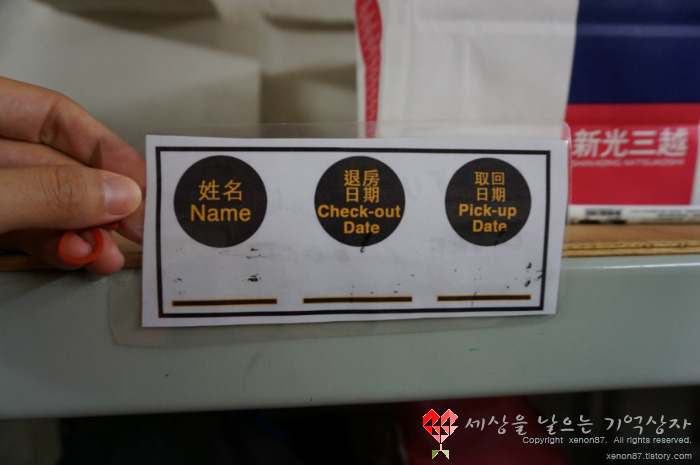 姓名
Name
退房
日期
Check-out
Date
取回
日期
Pick-up
Date
新光三越
SHINKONG MITSUKOSHI
세상을 날으는 기억상자
Copyright xenon87. All rights reserved.
xenon87.tistory.com